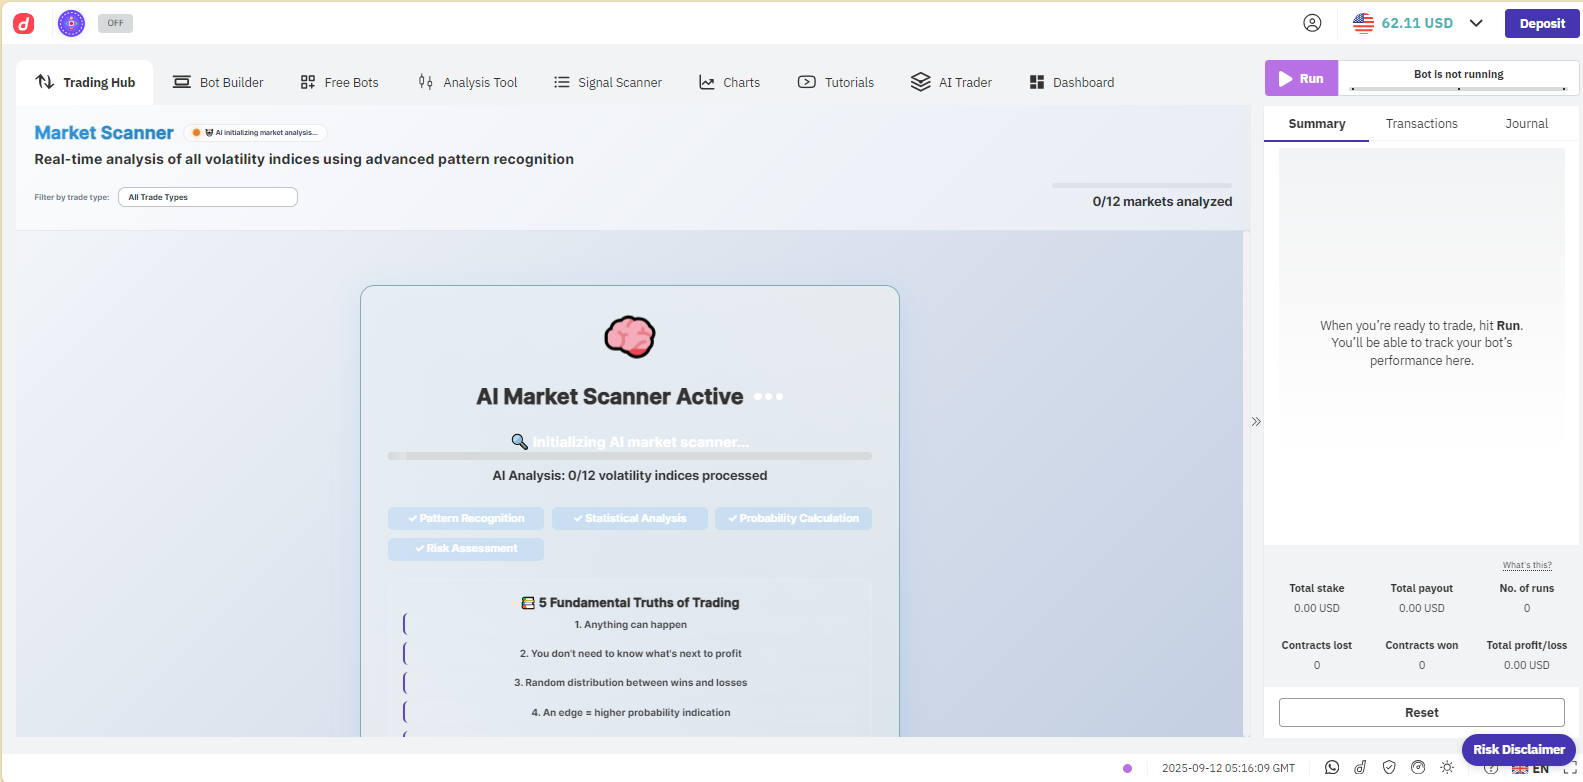 OFF
62.11 USD
Deposit
Trading Hub
Bot Builder
Free Bots
Analysis Tool
Signal Scanner
Charts
Tutorials
AI Trader
Dashboard
Run
Bot is not running
Market Scanner
AI initializing market analysis...
Real-time analysis of all volatility indices using advanced pattern recognition
Filter by trade type:
All Trade Types
0/12 markets analyzed
Summary
Transactions
Journal
When you’re ready to trade, hit Run.
You’ll be able to track your bot’s
performance here.
AI Market Scanner Active
Initializing AI market scanner...
AI Analysis: 0/12 volatility indices processed
✓ Pattern Recognition
✓ Statistical Analysis
✓ Probability Calculation
✓ Risk Assessment
5 Fundamental Truths of Trading
1. Anything can happen
2. You don't need to know what's next to profit
3. Random distribution between wins and losses
4. An edge = higher probability indication
What's this?
Total stake
Total payout
No. of runs
0.00 USD
0.00 USD
0
Contracts lost
Contracts won
Total profit/loss
0
0
0.00 USD
Reset
Risk Disclaimer
2025-09-12 05:16:09 GMT
EN